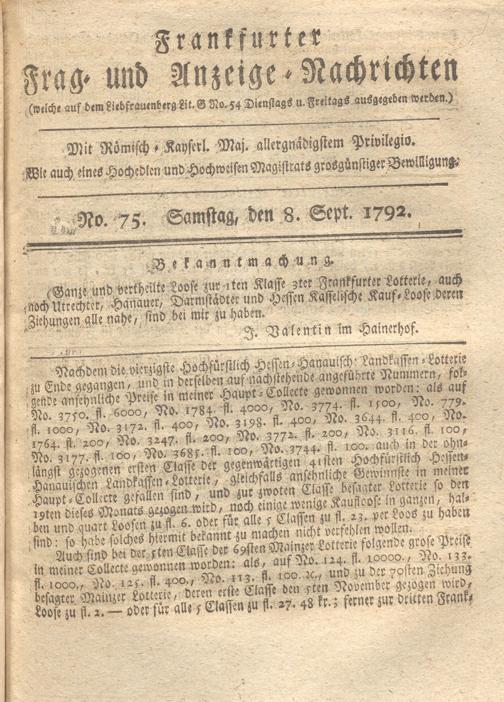 Frankfurter
Frag- und Anzeige-Nachrichten
(welche auf dem Liebfrauenberg Lit. G No. 54 Dienstags u. Freitags ausgegeben werden.)
Mit Römisch-Kayserl. Maj. allergnädigstem Privilegio.
Wie auch eines Hochedlen und Hochweisen Magistrats grosgünstiger Bewilligung.
No. 75. Samstag, den 8. Sept. 1792.
Bekanntmachung.
Ganze und vertheilte Loose zur 1ten Klasse 3ter Frankfurter Lotterie, auch
noch Utrechter, Hanauer, Darmstädter und Hessen Kasselische Kauf-Loose deren
Ziehungen alle nahe, sind bei mir zu haben.
J. Valentin im Hainerhof.
Nachdem die vierzigste Hochfürstlich Hessen-Hanauisch: Landkassen-Lotterie
zu Ende gegangen, und in derselben auf nachstehende angeführte Nummern, fol-
gende ansehnliche Preise in meiner Haupt-Collecte gewonnen worden: als auf
No. 3750. fl. 6000, No. 1784. fl. 4000, No. 3774. fl. 1500, No. 779.
fl. 1000, No. 3172. fl. 400, No. 3198. fl. 400, No. 3644. fl. 400, No.
1764. fl. 200, No. 3247. fl. 200, No. 3772. fl. 200, No. 3116. fl. 100,
No. 3177. fl. 100, No. 3685. fl. 100, No. 3744. fl. 100. auch in der ohn-
längst gezogenen ersten Classe der gegenwärtigen 41sten Hochfürstlich Hessen-
Hanauischen Landkassen-Lotterie, gleichfalls ansehnliche Gewinnste in meiner
Haupt-Collecte gefallen sind, und zur zwoten Classe besagter Lotterie so den
19ten dieses Monats gezogen wird, noch einige wenige Kaufloose in ganzen, hal-
ben und quart Loosen zu fl. 6. oder für alle 5 Classen zu fl. 23. per Loos zu haben
sind: so habe solches hiermit bekannt zu machen nicht verfehlen wollen.
Auch sind bei der 5ten Classe der 69sten Mainzer Lotterie folgende grose Preise
in meiner Collecte gewonnen worden: als, auf No. 124. fl. 10000., No. 133.
fl. 1000., No. 125. fl. 400., No. 113. fl. 100. ꝛc., und zu der 70sten Ziehung
besagter Mainzer Lotterie, deren erste Classe den 5ten November gezogen wird,
Loose zu fl. 2. — oder für alle 5 Classen zu fl. 27. 48 kr.; ferner zur dritten Frank-